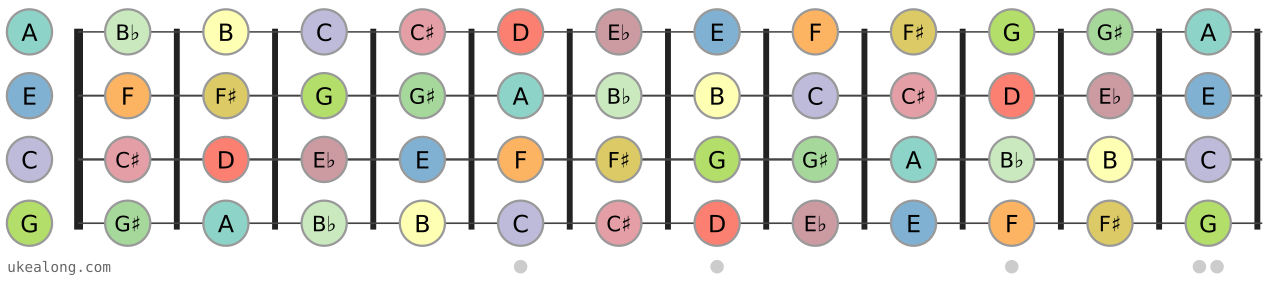 A B♭ B C C♯ D E♭ E F F♯ G G♯ A
E F F♯ G G♯ A B♭ B C C♯ D E♭ E
C C♯ D E♭ E F F♯ G G♯ A B♭ B C
G G♯ A B♭ B C C♯ D E♭ E F F♯ G
ukealong.com